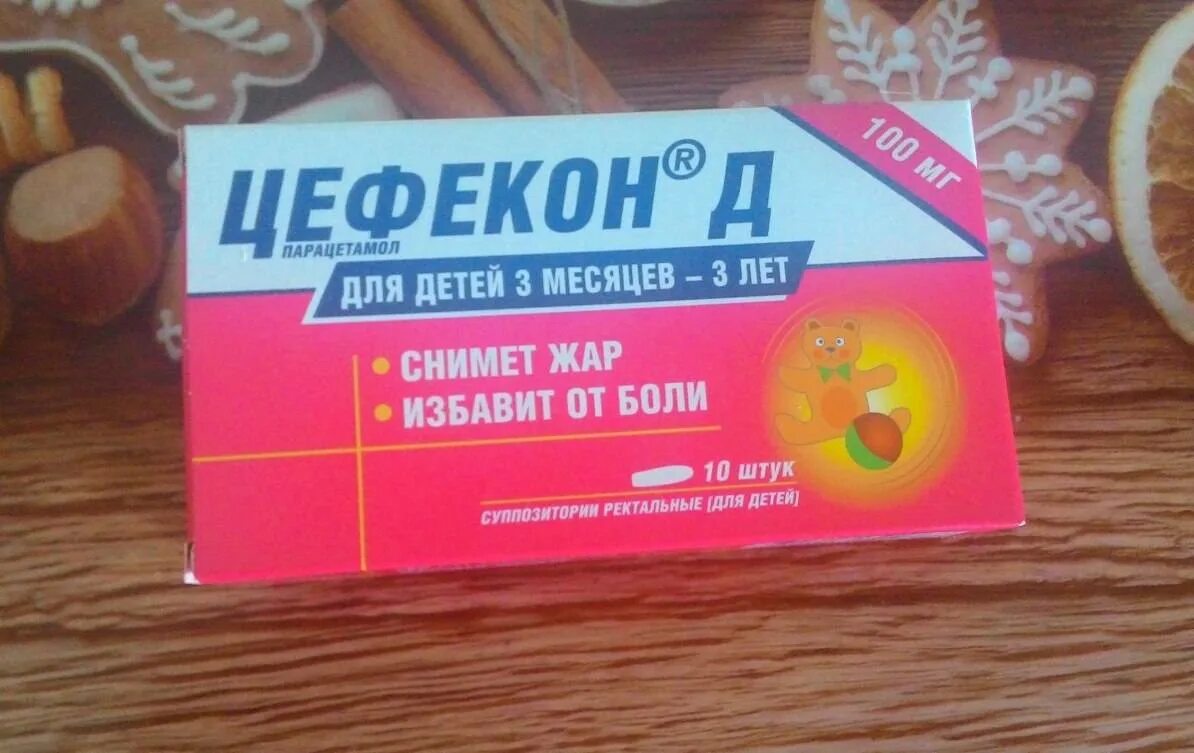 ЦЕФЕКОН® Д
100 МГ
ПАРАЦЕТАМОЛ
ДЛЯ ДЕТЕЙ 3 МЕСЯЦЕВ – 3 ЛЕТ
• СНИМЕТ ЖАР
• ИЗБАВИТ ОТ БОЛИ
10 ШТУК
СУППОЗИТОРИИ РЕКТАЛЬНЫЕ [ДЛЯ ДЕТЕЙ]